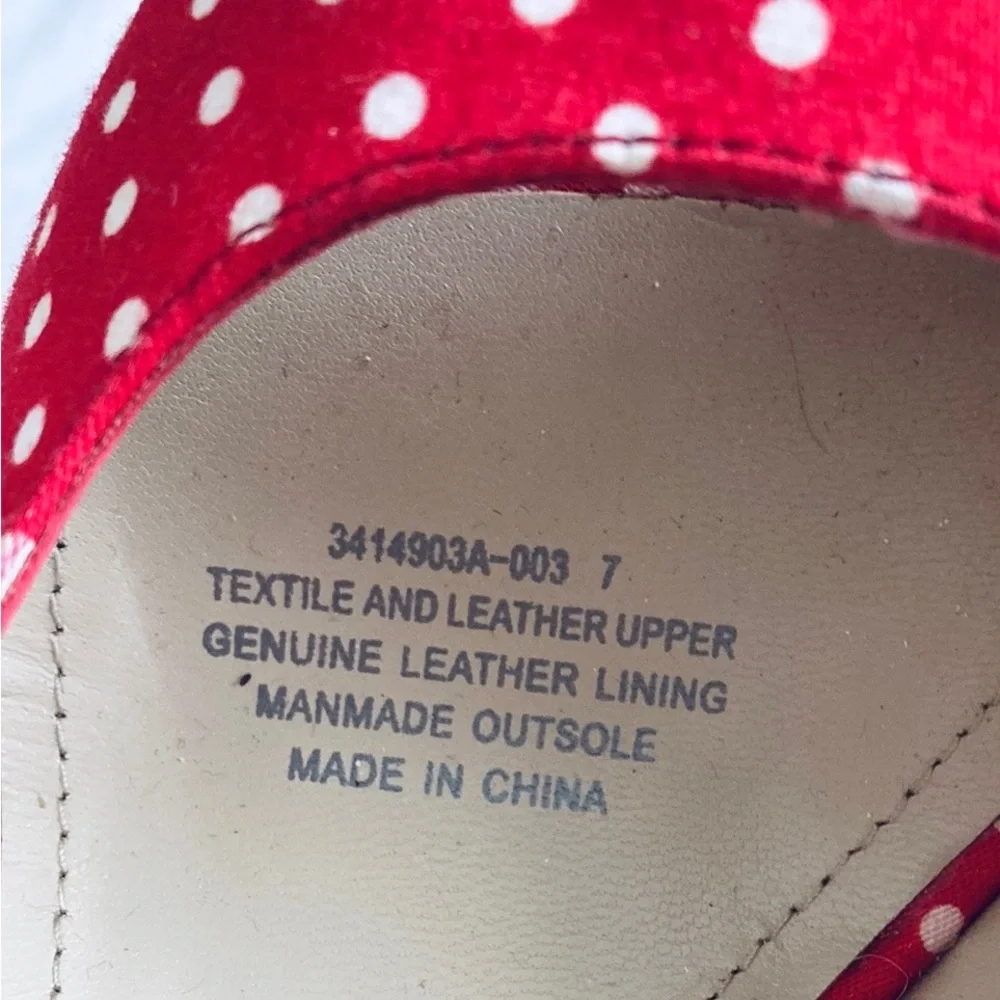 3414903A-003 7
TEXTILE AND LEATHER UPPER
GENUINE LEATHER LINING
MANMADE OUTSOLE
MADE IN CHINA